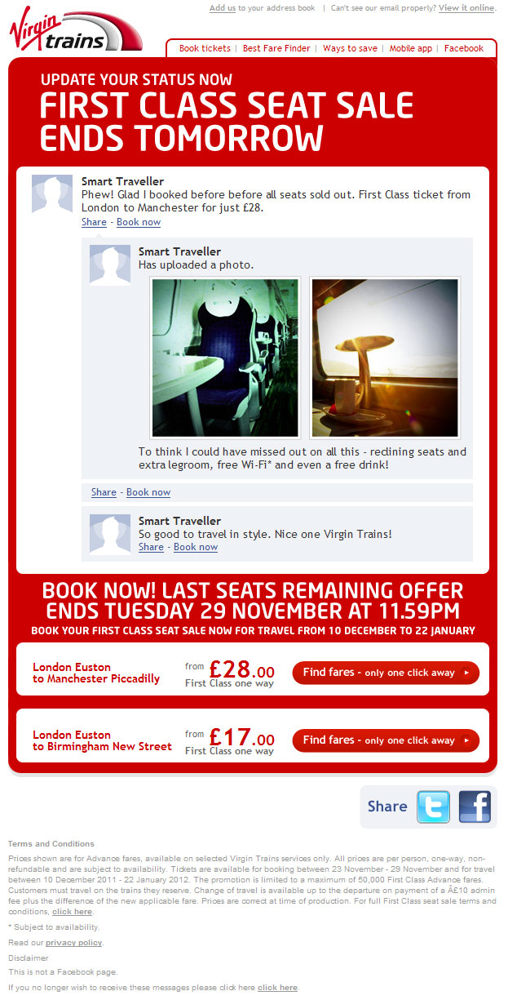 Add us to your address book | Can't see our email properly? View it online.
Virgin trains
Book tickets | Best Fare Finder | Ways to save | Mobile app | Facebook
UPDATE YOUR STATUS NOW
FIRST CLASS SEAT SALE
ENDS TOMORROW
Smart Traveller
Phew! Glad I booked before before all seats sold out. First Class ticket from
London to Manchester for just £28.
Share - Book now
Smart Traveller
Has uploaded a photo.
To think I could have missed out on all this - reclining seats and
extra legroom, free Wi-Fi* and even a free drink!
Share - Book now
Smart Traveller
So good to travel in style. Nice one Virgin Trains!
Share - Book now
BOOK NOW! LAST SEATS REMAINING OFFER
ENDS TUESDAY 29 NOVEMBER AT 11.59PM
BOOK YOUR FIRST CLASS SEAT SALE NOW FOR TRAVEL FROM 10 DECEMBER TO 22 JANUARY
London Euston
to Manchester Piccadilly
from £28.00
First Class one way
Find fares - only one click away
London Euston
to Birmingham New Street
from £17.00
First Class one way
Find fares - only one click away
Share
Terms and Conditions
Prices shown are for Advance fares, available on selected Virgin Trains services only. All prices are per person, one-way, non-
refundable and are subject to availability. Tickets are available for booking between 23 November - 29 November and for travel
between 10 December 2011 - 22 January 2012. The promotion is limited to a maximum of 50,000 First Class Advance fares.
Customers must travel on the trains they reserve. Change of travel is available up to the departure on payment of a Â£10 admin
fee plus the difference of the new applicable fare. Prices are correct at time of production. For full First Class seat sale terms and
conditions, click here.
* Subject to availability.
Read our privacy policy.
Disclaimer
This is not a Facebook page.
If you no longer wish to receive these messages please click here click here.